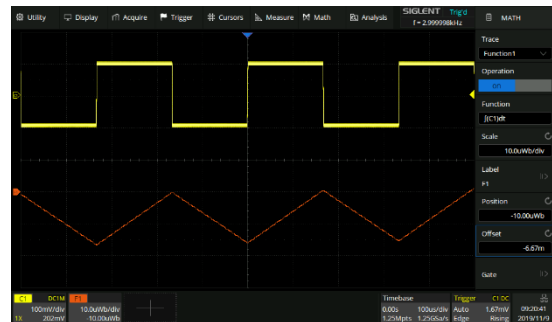 Utility Display Acquire Trigger Cursors Measure Math Analysis
SIGLENT Trig'd
f = 2.999998kHz
MATH
Trace
Function1
Operation
on
Function
∫(C1)dt
Scale
10.0uWb/div
Label
F1
Position
-10.00uWb
Offset
-6.67m
Gate
C1 DC1M
100mV/div
1X 202mV
F1
10.0uWb/div
-10.00uWb
Timebase
0.00s 100us/div
1.25Mpts 1.25GSa/s
Trigger C1 DC
Auto 1.67mV
Edge Rising
09:20:41
2019/11/9